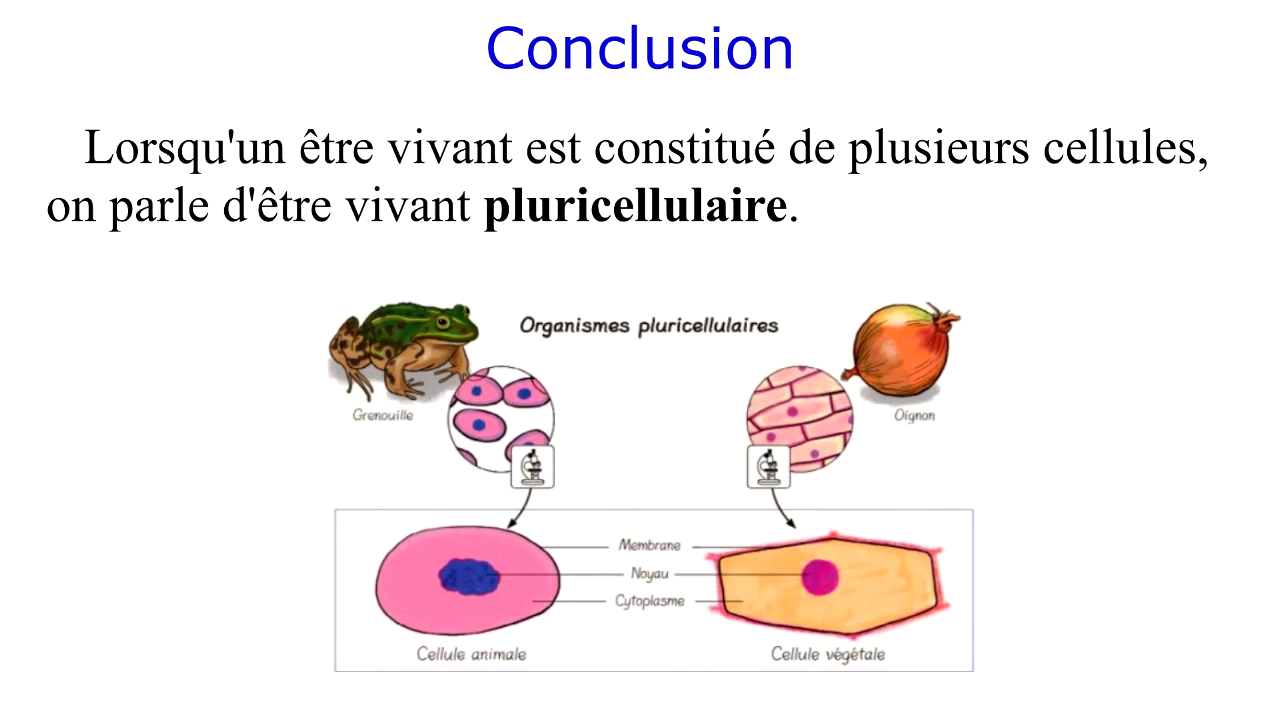 Conclusion
Lorsqu'un être vivant est constitué de plusieurs cellules,
on parle d'être vivant pluricellulaire.
Organismes pluricellulaires
Grenouille
Oignon
Membrane
Noyau
Cytoplasme
Cellule animale
Cellule végétale